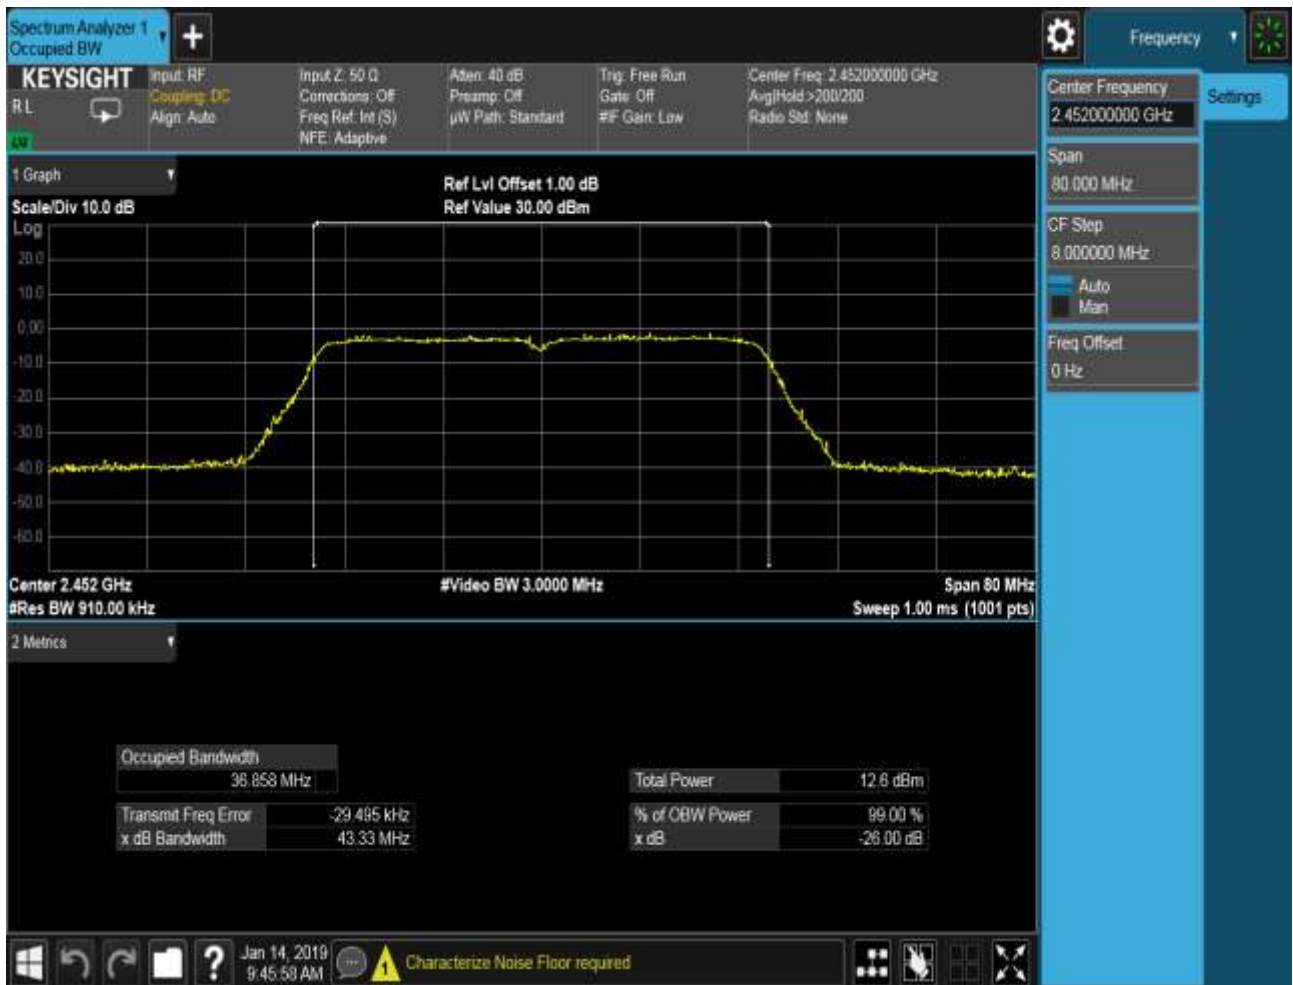 Spectrum Analyzer 1
Occupied BW
Frequency
KEYSIGHT
R L
Input: RF
Coupling: DC
Align: Auto
Input Z: 50 Ω
Corrections: Off
Freq Ref: Int (S)
NFE: Adaptive
Atten: 40 dB
Preamp: Off
µW Path: Standard
Trig: Free Run
Gate: Off
#IF Gain: Low
Center Freq: 2.452000000 GHz
Avg|Hold >200/200
Radio Std: None
Center Frequency
2.452000000 GHz
Settings
Span
80.000 MHz
CF Step
8.000000 MHz
Auto
Man
Freq Offset
0 Hz
1 Graph
Scale/Div 10.0 dB
Ref Lvl Offset 1.00 dB
Ref Value 30.00 dBm
Log
20.0
10.0
0.00
-10.0
-20.0
-30.0
-40.0
-50.0
-60.0
Center 2.452 GHz
#Video BW 3.0000 MHz
Span 80 MHz
#Res BW 910.00 kHz
Sweep 1.00 ms (1001 pts)
2 Metrics
Occupied Bandwidth
36.858 MHz
Total Power 12.6 dBm
Transmit Freq Error -29.495 kHz
% of OBW Power 99.00 %
x dB Bandwidth 43.33 MHz
x dB -26.00 dB
?
Jan 14, 2019
9:45:58 AM
1
Characterize Noise Floor required